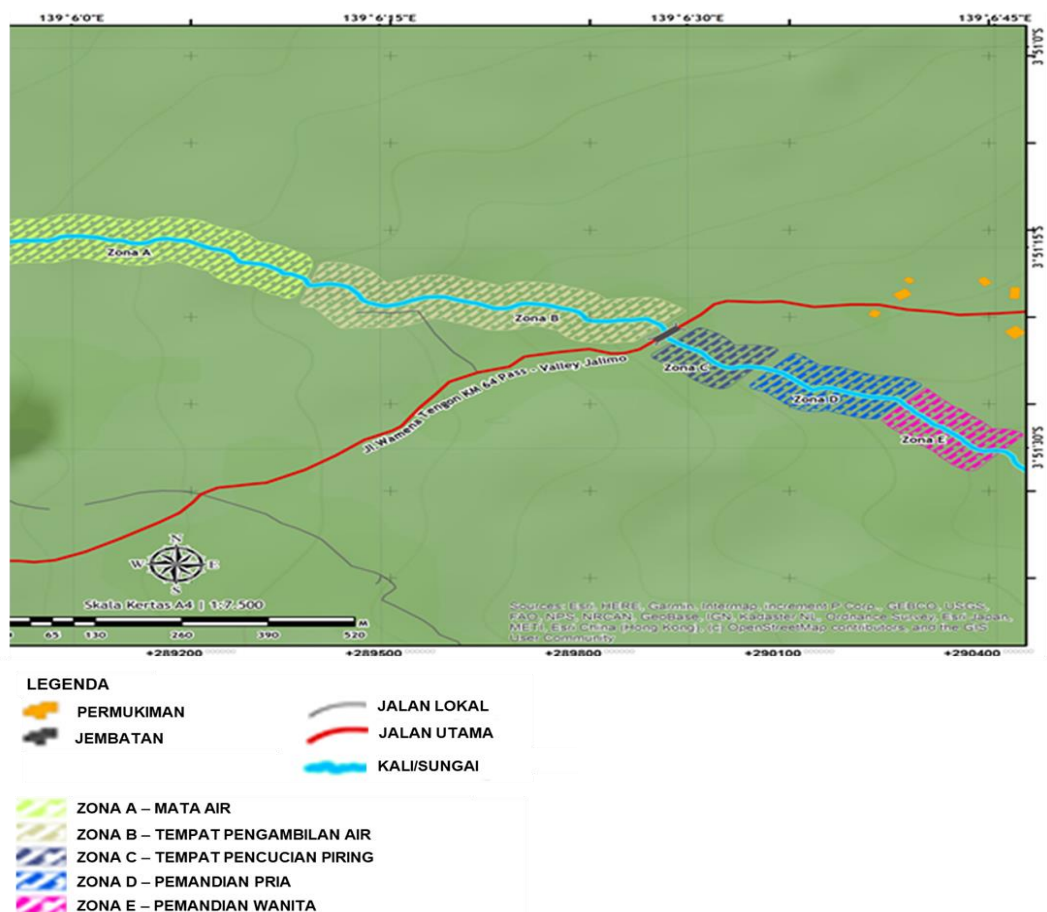 139°6'0"E 139°6'15"E 139°6'30"E 139°6'45"E
3°51'0"S
3°51'15"S
3°51'30"S
Zona A
Zona B
Zona C
Zona D
Zona E
Jl.Wamena Tengon KM 64 Pass - Valley Jalimo
N
W E
S
Skala Kertas A4 | 1:7.500
65 130 260 390 520 M
Sources: Esri, HERE, Garmin, Intermap, increment P Corp., GEBCO, USGS,
FAO, NPS, NRCAN, GeoBase, IGN, Kadaster NL, Ordnance Survey, Esri Japan,
METI, Esri China (Hong Kong), (c) OpenStreetMap contributors, and the GIS
User Community
+289200 +289500 +289800 +290100 +290400
LEGENDA
PERMUKIMAN
JEMBATAN
JALAN LOKAL
JALAN UTAMA
KALI/SUNGAI
ZONA A – MATA AIR
ZONA B – TEMPAT PENGAMBILAN AIR
ZONA C – TEMPAT PENCUCIAN PIRING
ZONA D – PEMANDIAN PRIA
ZONA E – PEMANDIAN WANITA